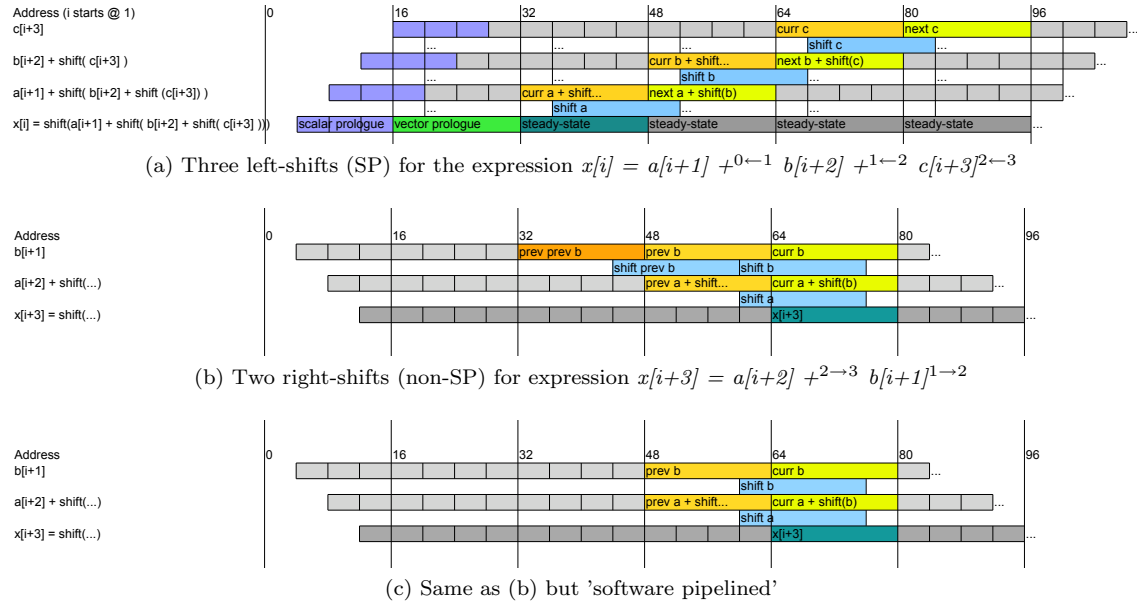 Address (i starts @ 1) 0 16 32 48 64 80 96
c[i+3] curr c next c ...
... ... ... shift c
b[i+2] + shift( c[i+3] ) curr b + shift... next b + shift(c) ...
... ... shift b ...
a[i+1] + shift( b[i+2] + shift (c[i+3]) ) curr a + shift... next a + shift(b) ...
... shift a ... ...
x[i] = shift(a[i+1] + shift( b[i+2] + shift( c[i+3] ))) scalar prologue vector prologue steady-state steady-state steady-state steady-state ...
(a) Three left-shifts (SP) for the expression x[i] = a[i+1] +^{0←1} b[i+2] +^{1←2} c[i+3]^{2←3}
Address 0 16 32 48 64 80 96
b[i+1] prev prev b prev b curr b ...
shift prev b shift b
a[i+2] + shift(...) prev a + shift... curr a + shift(b) ...
shift a
x[i+3] = shift(...) x[i+3] ...
(b) Two right-shifts (non-SP) for expression x[i+3] = a[i+2] +^{2→3} b[i+1]^{1→2}
Address 0 16 32 48 64 80 96
b[i+1] prev b curr b ...
shift b
a[i+2] + shift(...) prev a + shift... curr a + shift(b) ...
shift a
x[i+3] = shift(...) x[i+3] ...
(c) Same as (b) but 'software pipelined'